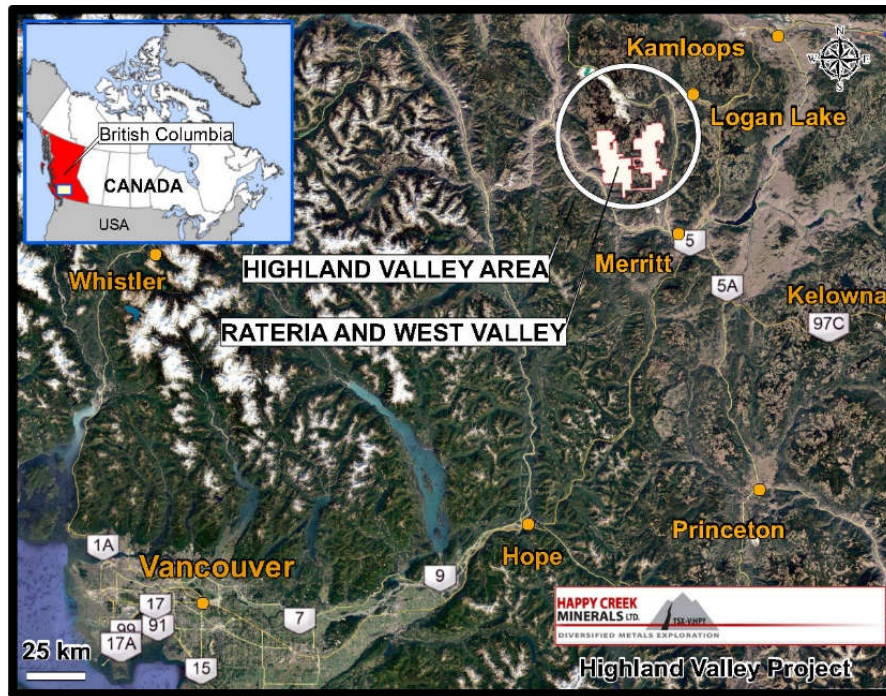 British Columbia
CANADA
USA
N
W
E
S
Kamloops
Logan Lake
HIGHLAND VALLEY AREA
RATERIA AND WEST VALLEY
Whistler
Merritt
5
5A
Kelowna
97C
Princeton
Hope
Vancouver
1A
17
99
91
17A
15
7
9
25 km
HAPPY CREEK
MINERALS LTD.
TSX-V:HPY
DIVERSIFIED METALS EXPLORATION
Highland Valley Project